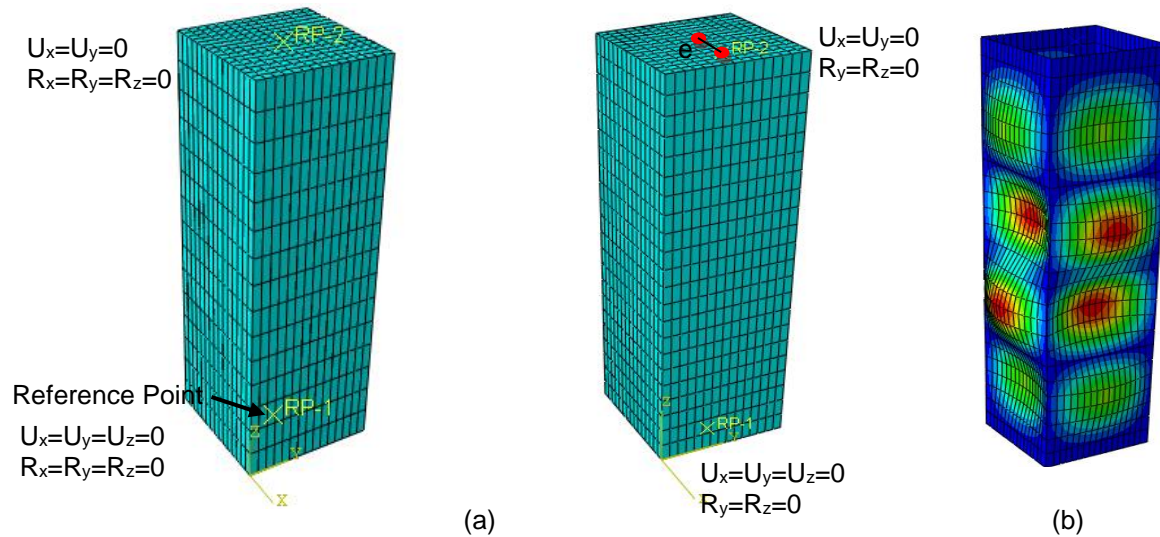 Ux=Uy=0
Rx=Ry=Rz=0
RP-2
Reference Point
RP-1
Ux=Uy=Uz=0
Rx=Ry=Rz=0
z
Y
X
(a)
e
RP-2
Ux=Uy=0
Ry=Rz=0
z
RP-1
Y
Ux=Uy=Uz=0
Ry=Rz=0
(b)